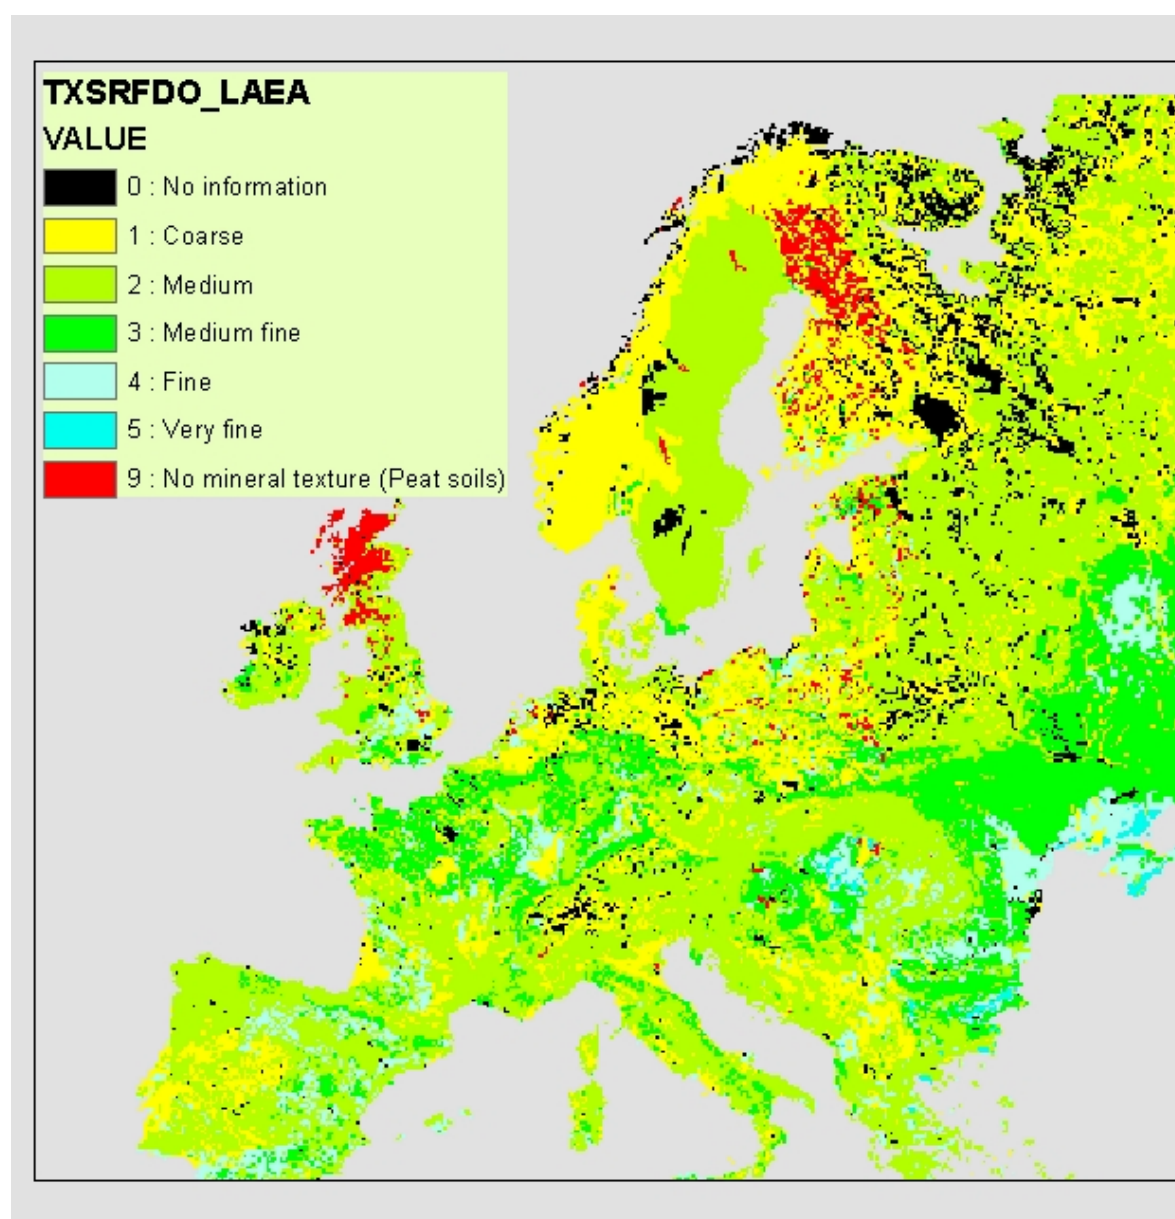 TXSRFDO_LAEA
VALUE
0 : No information
1 : Coarse
2 : Medium
3 : Medium fine
4 : Fine
5 : Very fine
9 : No mineral texture (Peat soils)